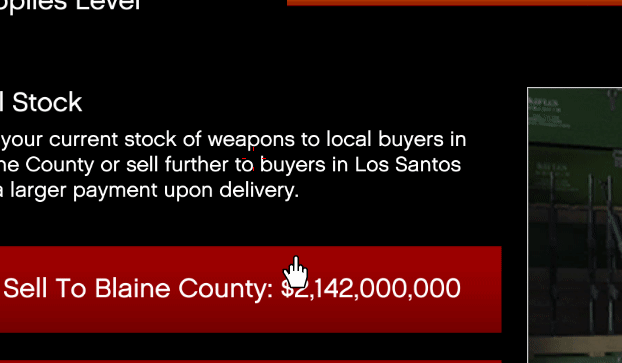 pplies Level
l Stock
your current stock of weapons to local buyers in
ne County or sell further to buyers in Los Santos
a larger payment upon delivery.
Sell To Blaine County: $2,142,000,000